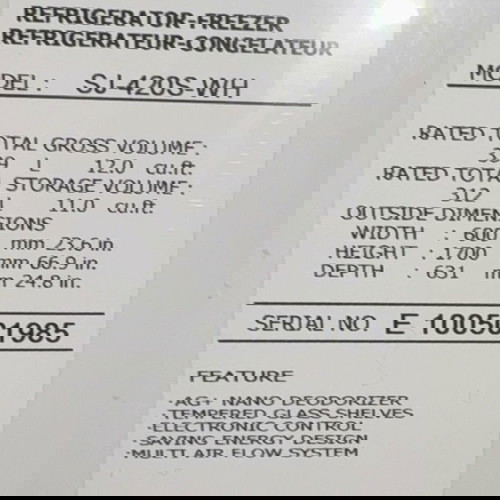 REFRIGERATOR-FREEZER
REFRIGERATEUR-CONGELATEUR
MODEL : SJ-420S-WH
RATED TOTAL GROSS VOLUME :
L 12.0 cu.ft.
RATED TOTAL STORAGE VOLUME :
312 L 11.0 cu.ft.
OUTSIDE DIMENSIONS
WIDTH : 600 mm 23.6 in.
HEIGHT : 1700 mm 66.9 in.
DEPTH : 631 mm 24.8 in.
SERIAL NO. E 100501985
FEATURE
·AG+ NANO DEODORIZER
·TEMPERED GLASS SHELVES
·ELECTRONIC CONTROL
·SAVING ENERGY DESIGN
·MULTI AIR FLOW SYSTEM